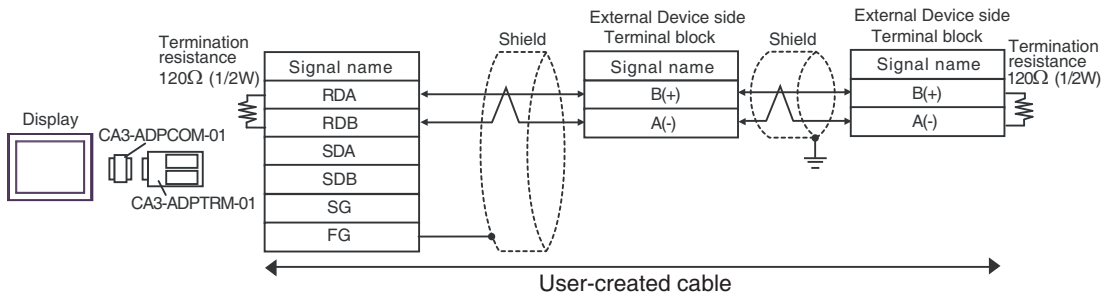 External Device side
Terminal block
External Device side
Terminal block
Termination
resistance
120Ω (1/2W)
Shield
Shield
Termination
resistance
120Ω (1/2W)
Signal name
RDA
RDB
SDA
SDB
SG
FG
Signal name
B(+)
A(-)
Signal name
B(+)
A(-)
Display
CA3-ADPCOM-01
CA3-ADPTRM-01
User-created cable